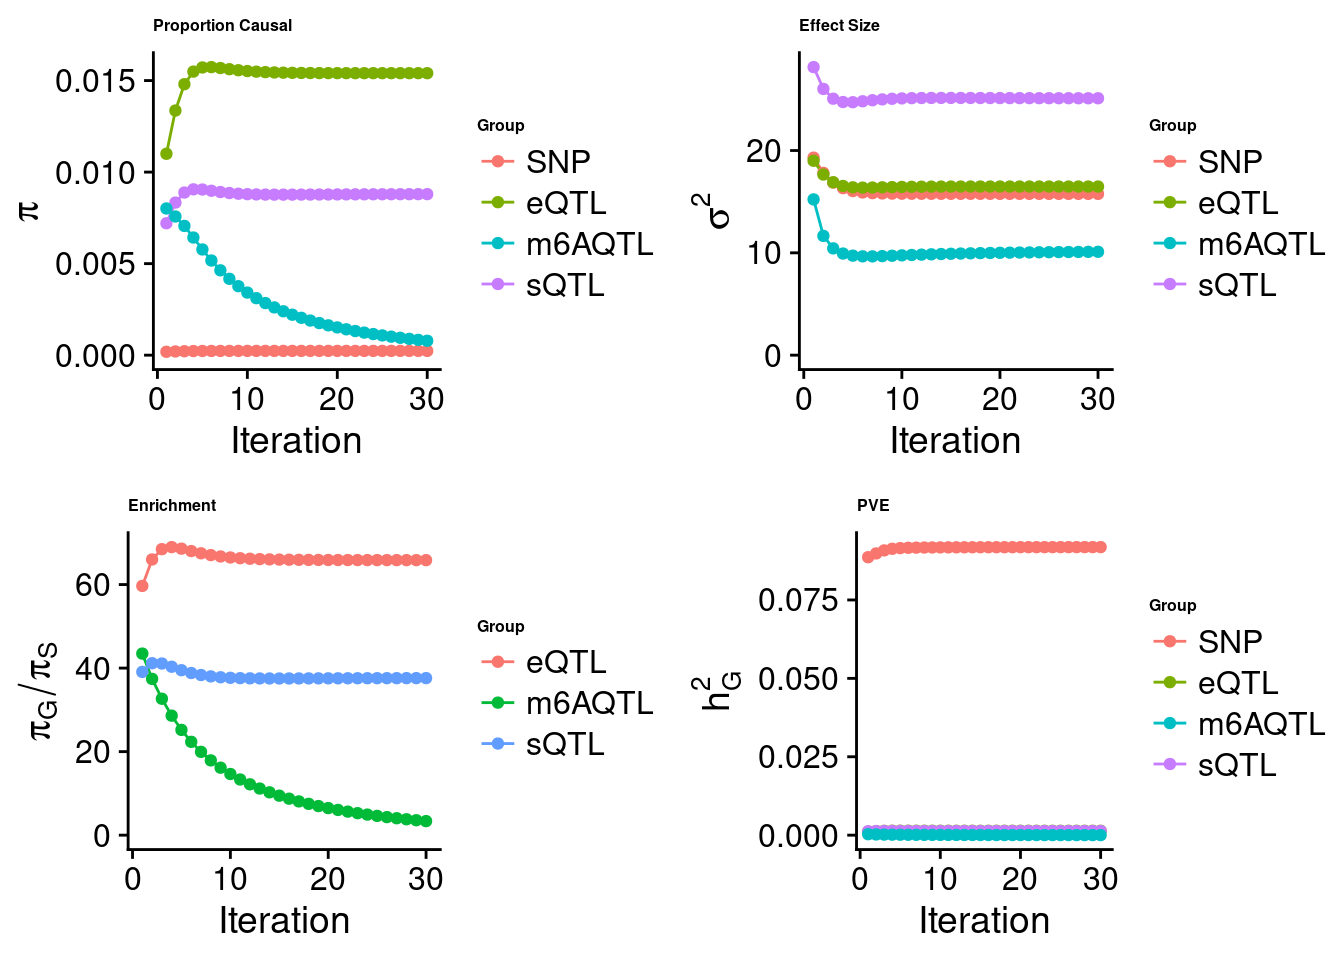 Proportion Causal
π
0.015
0.010
0.005
0.000
0 10 20 30
Iteration
Group
SNP
eQTL
m6AQTL
sQTL
Effect Size
σ²
20
10
0
0 10 20 30
Iteration
Group
SNP
eQTL
m6AQTL
sQTL
Enrichment
π_G/π_S
60
40
20
0
0 10 20 30
Iteration
Group
eQTL
m6AQTL
sQTL
PVE
h²_G
0.075
0.050
0.025
0.000
0 10 20 30
Iteration
Group
SNP
eQTL
m6AQTL
sQTL